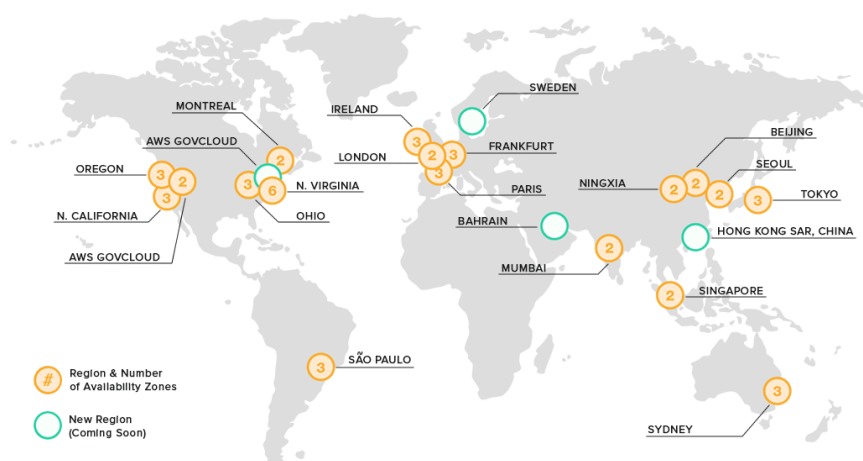 SWEDEN
MONTREAL
IRELAND
BEIJING
AWS GOVCLOUD
FRANKFURT
LONDON
SEOUL
OREGON
N. VIRGINIA
NINGXIA
PARIS
TOKYO
N. CALIFORNIA
OHIO
BAHRAIN
HONG KONG SAR, CHINA
AWS GOVCLOUD
MUMBAI
SINGAPORE
SÃO PAULO
SYDNEY
3
2
3
2
3
6
3
2
3
3
2
2
2
3
2
2
3
3
# Region & Number
of Availability Zones
New Region
(Coming Soon)